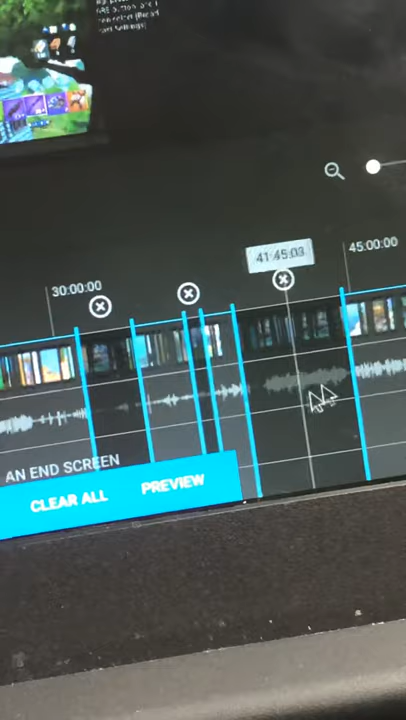 45:00:00
41:45:03
30:00:00
AN END SCREEN
CLEAR ALL
PREVIEW